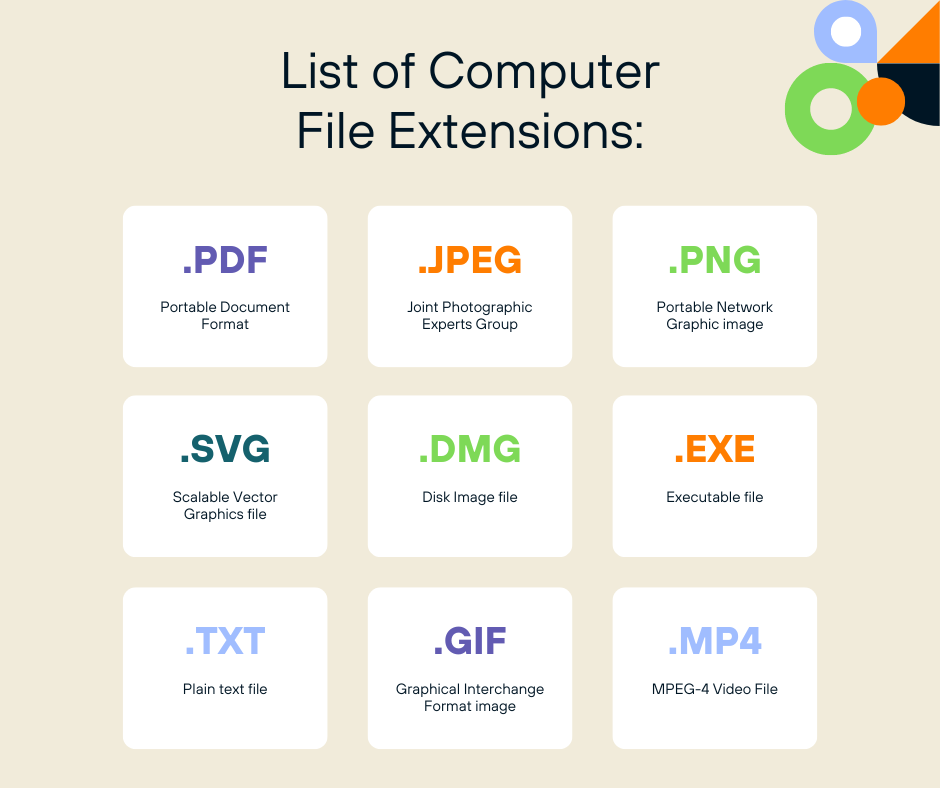 List of Computer
File Extensions:
.PDF
Portable Document
Format
.JPEG
Joint Photographic
Experts Group
.PNG
Portable Network
Graphic image
.SVG
Scalable Vector
Graphics file
.DMG
Disk Image file
.EXE
Executable file
.TXT
Plain text file
.GIF
Graphical Interchange
Format image
.MP4
MPEG-4 Video File